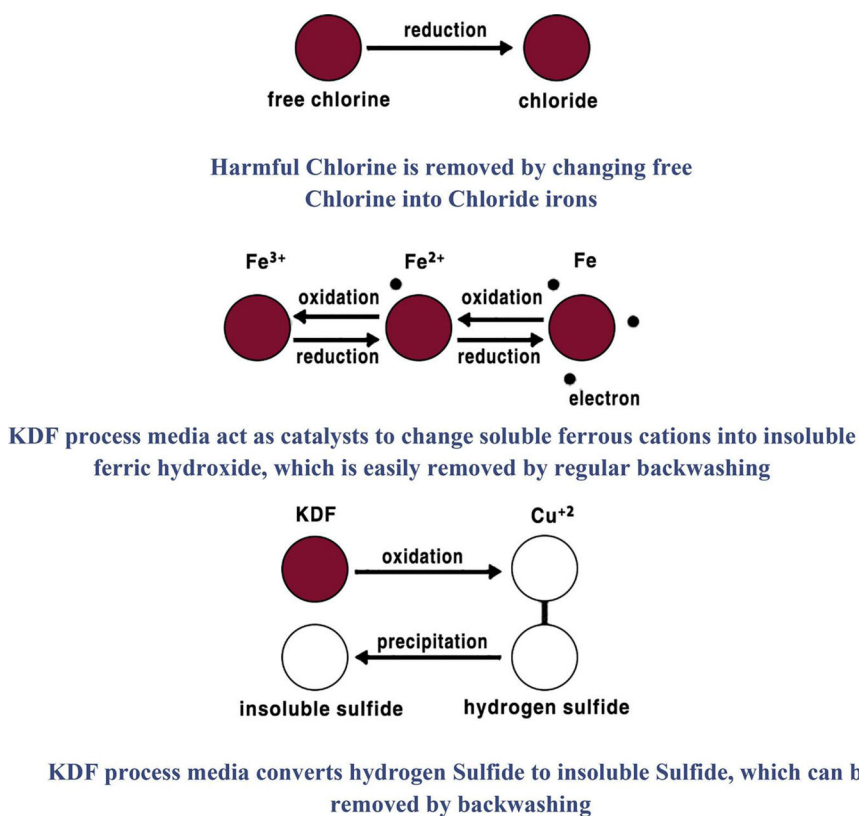 reduction
free chlorine chloride
Harmful Chlorine is removed by changing free
Chlorine into Chloride irons
Fe³⁺ Fe²⁺ Fe
oxidation oxidation
reduction reduction
electron
KDF process media act as catalysts to change soluble ferrous cations into insoluble
ferric hydroxide, which is easily removed by regular backwashing
KDF Cu⁺²
oxidation
precipitation
insoluble sulfide hydrogen sulfide
KDF process media converts hydrogen Sulfide to insoluble Sulfide, which can b
removed by backwashing